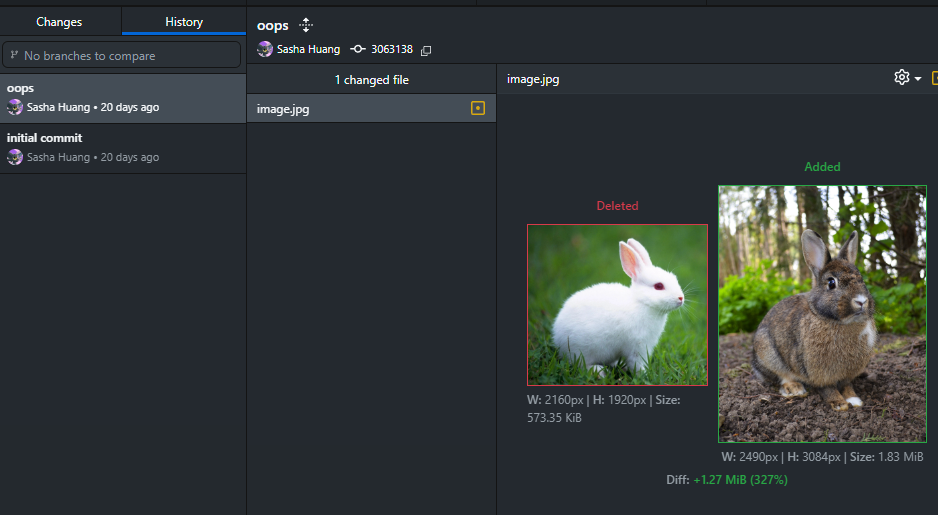 Changes
History
No branches to compare
oops
Sasha Huang • 20 days ago
initial commit
Sasha Huang • 20 days ago
oops
Sasha Huang 3063138
1 changed file
image.jpg
image.jpg
Deleted
W: 2160px | H: 1920px | Size:
573.35 KiB
Added
W: 2490px | H: 3084px | Size: 1.83 MiB
Diff: +1.27 MiB (327%)